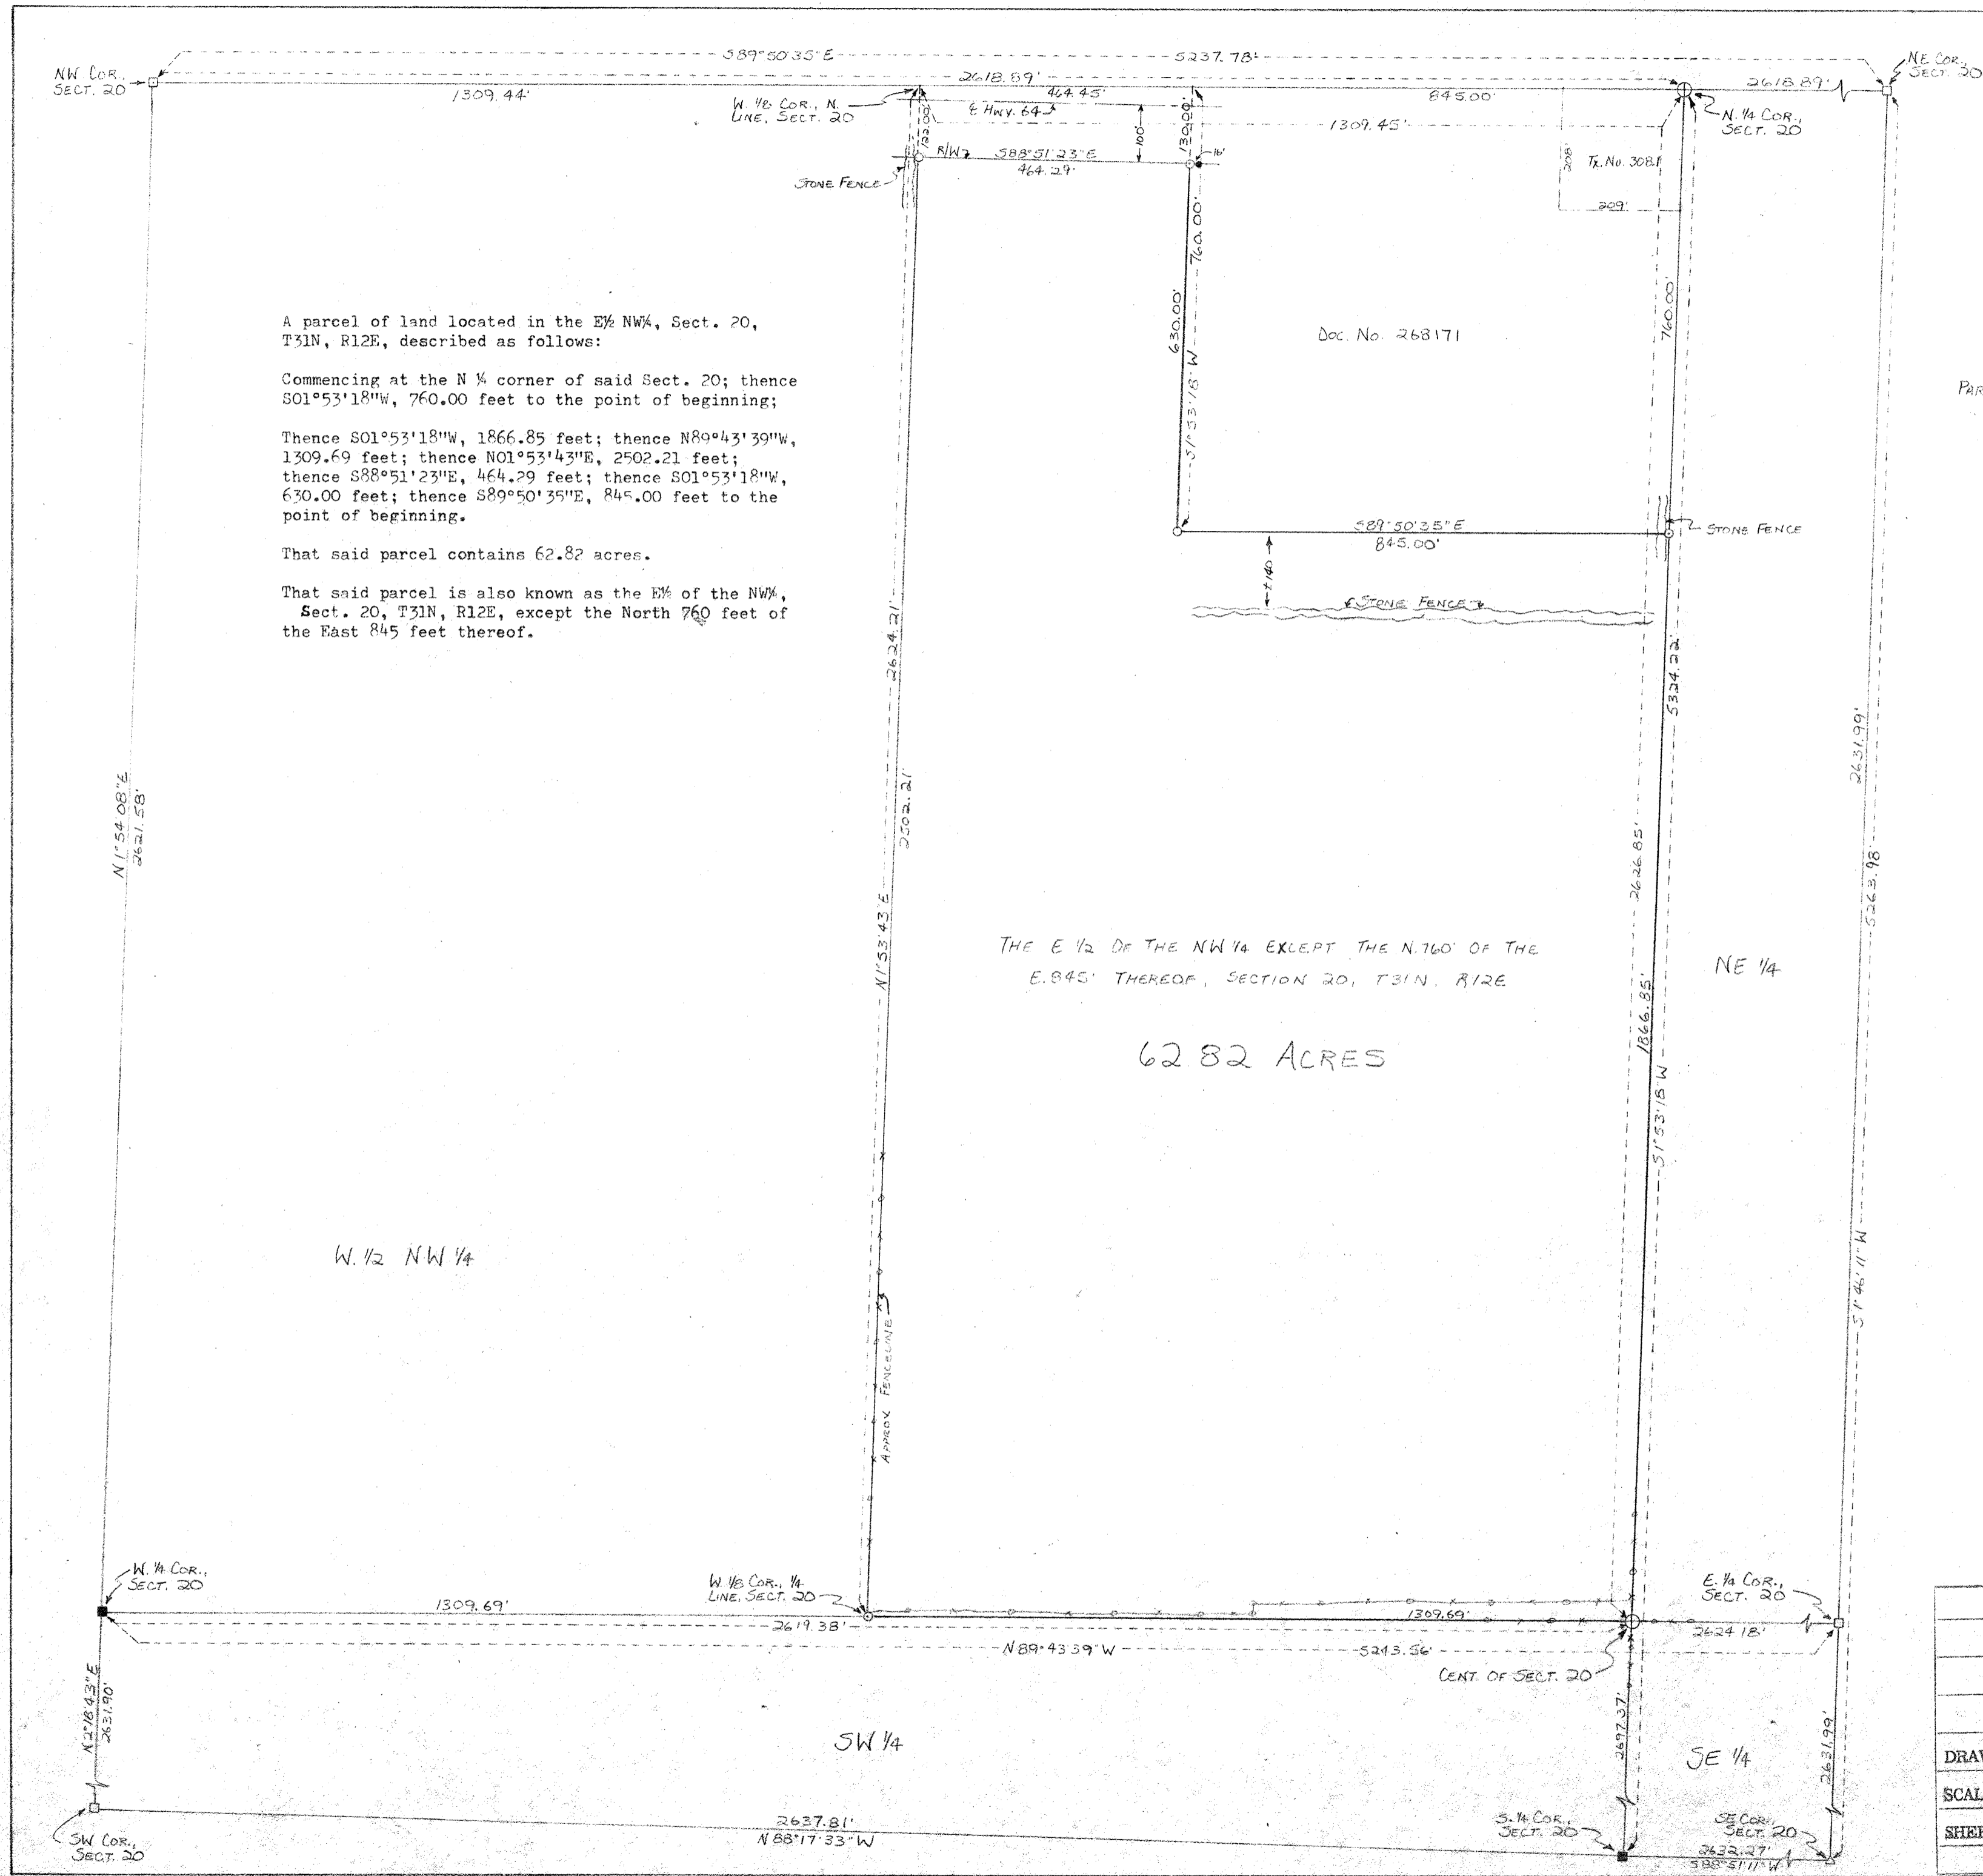 S89°50'35"E 5237.78'
NW COR., SECT. 20
NE COR., SECT. 20
2618.89'
2618.89'
1309.44'
W. 1/8 COR., N. LINE, SECT. 20
464.45'
845.00'
N. 1/4 COR., SECT. 20
℄ HWY. 64
1309.45'
122.00'
100'
130.00'
16'
R/W
S88°51'23"E
464.29'
STONE FENCE
208'
Tx. No. 308.1
209'
760.00'
630.00'
S1°53'18"W
760.00'
Doc. No. 268171
PAR
A parcel of land located in the E½ NW¼, Sect. 20,
T31N, R12E, described as follows:
Commencing at the N ¼ corner of said Sect. 20; thence
S01°53'18"W, 760.00 feet to the point of beginning;
Thence S01°53'18"W, 1866.85 feet; thence N89°43'39"W,
1309.69 feet; thence N01°53'43"E, 2502.21 feet;
thence S88°51'23"E, 464.29 feet; thence S01°53'18"W,
630.00 feet; thence S89°50'35"E, 845.00 feet to the
point of beginning.
That said parcel contains 62.82 acres.
That said parcel is also known as the E½ of the NW¼,
Sect. 20, T31N, R12E, except the North 760 feet of
the East 845 feet thereof.
S89°50'35"E
845.00'
STONE FENCE
±140'
STONE FENCE
2624.21'
2502.21'
N1°53'43"E
5324.22'
2626.85'
1866.85'
S1°53'18"W
2631.99'
5263.98'
S1°46'11"W
N1°54'08"E
2621.58'
THE E 1/2 OF THE NW 1/4 EXCEPT THE N.760' OF THE
E.845' THEREOF, SECTION 20, T31N. R12E
62.82 ACRES
NE 1/4
W. 1/2 NW 1/4
APPROX FENCELINE
W. 1/4 COR., SECT. 20
W. 1/8 COR., 1/4 LINE, SECT. 20
E. 1/4 COR., SECT. 20
1309.69'
1309.69'
2619.38'
2624.18'
N89°43'39"W 5243.56'
CENT. OF SECT. 20
N2°18'43"E
2631.90'
SW 1/4
2697.37'
SE 1/4
2631.99'
SW COR., SECT. 20
2637.81'
N88°17'33"W
S. 1/4 COR., SECT. 20
SE COR., SECT. 20
2632.27'
S88°51'11"W
DRAW
SCAL
SHEE